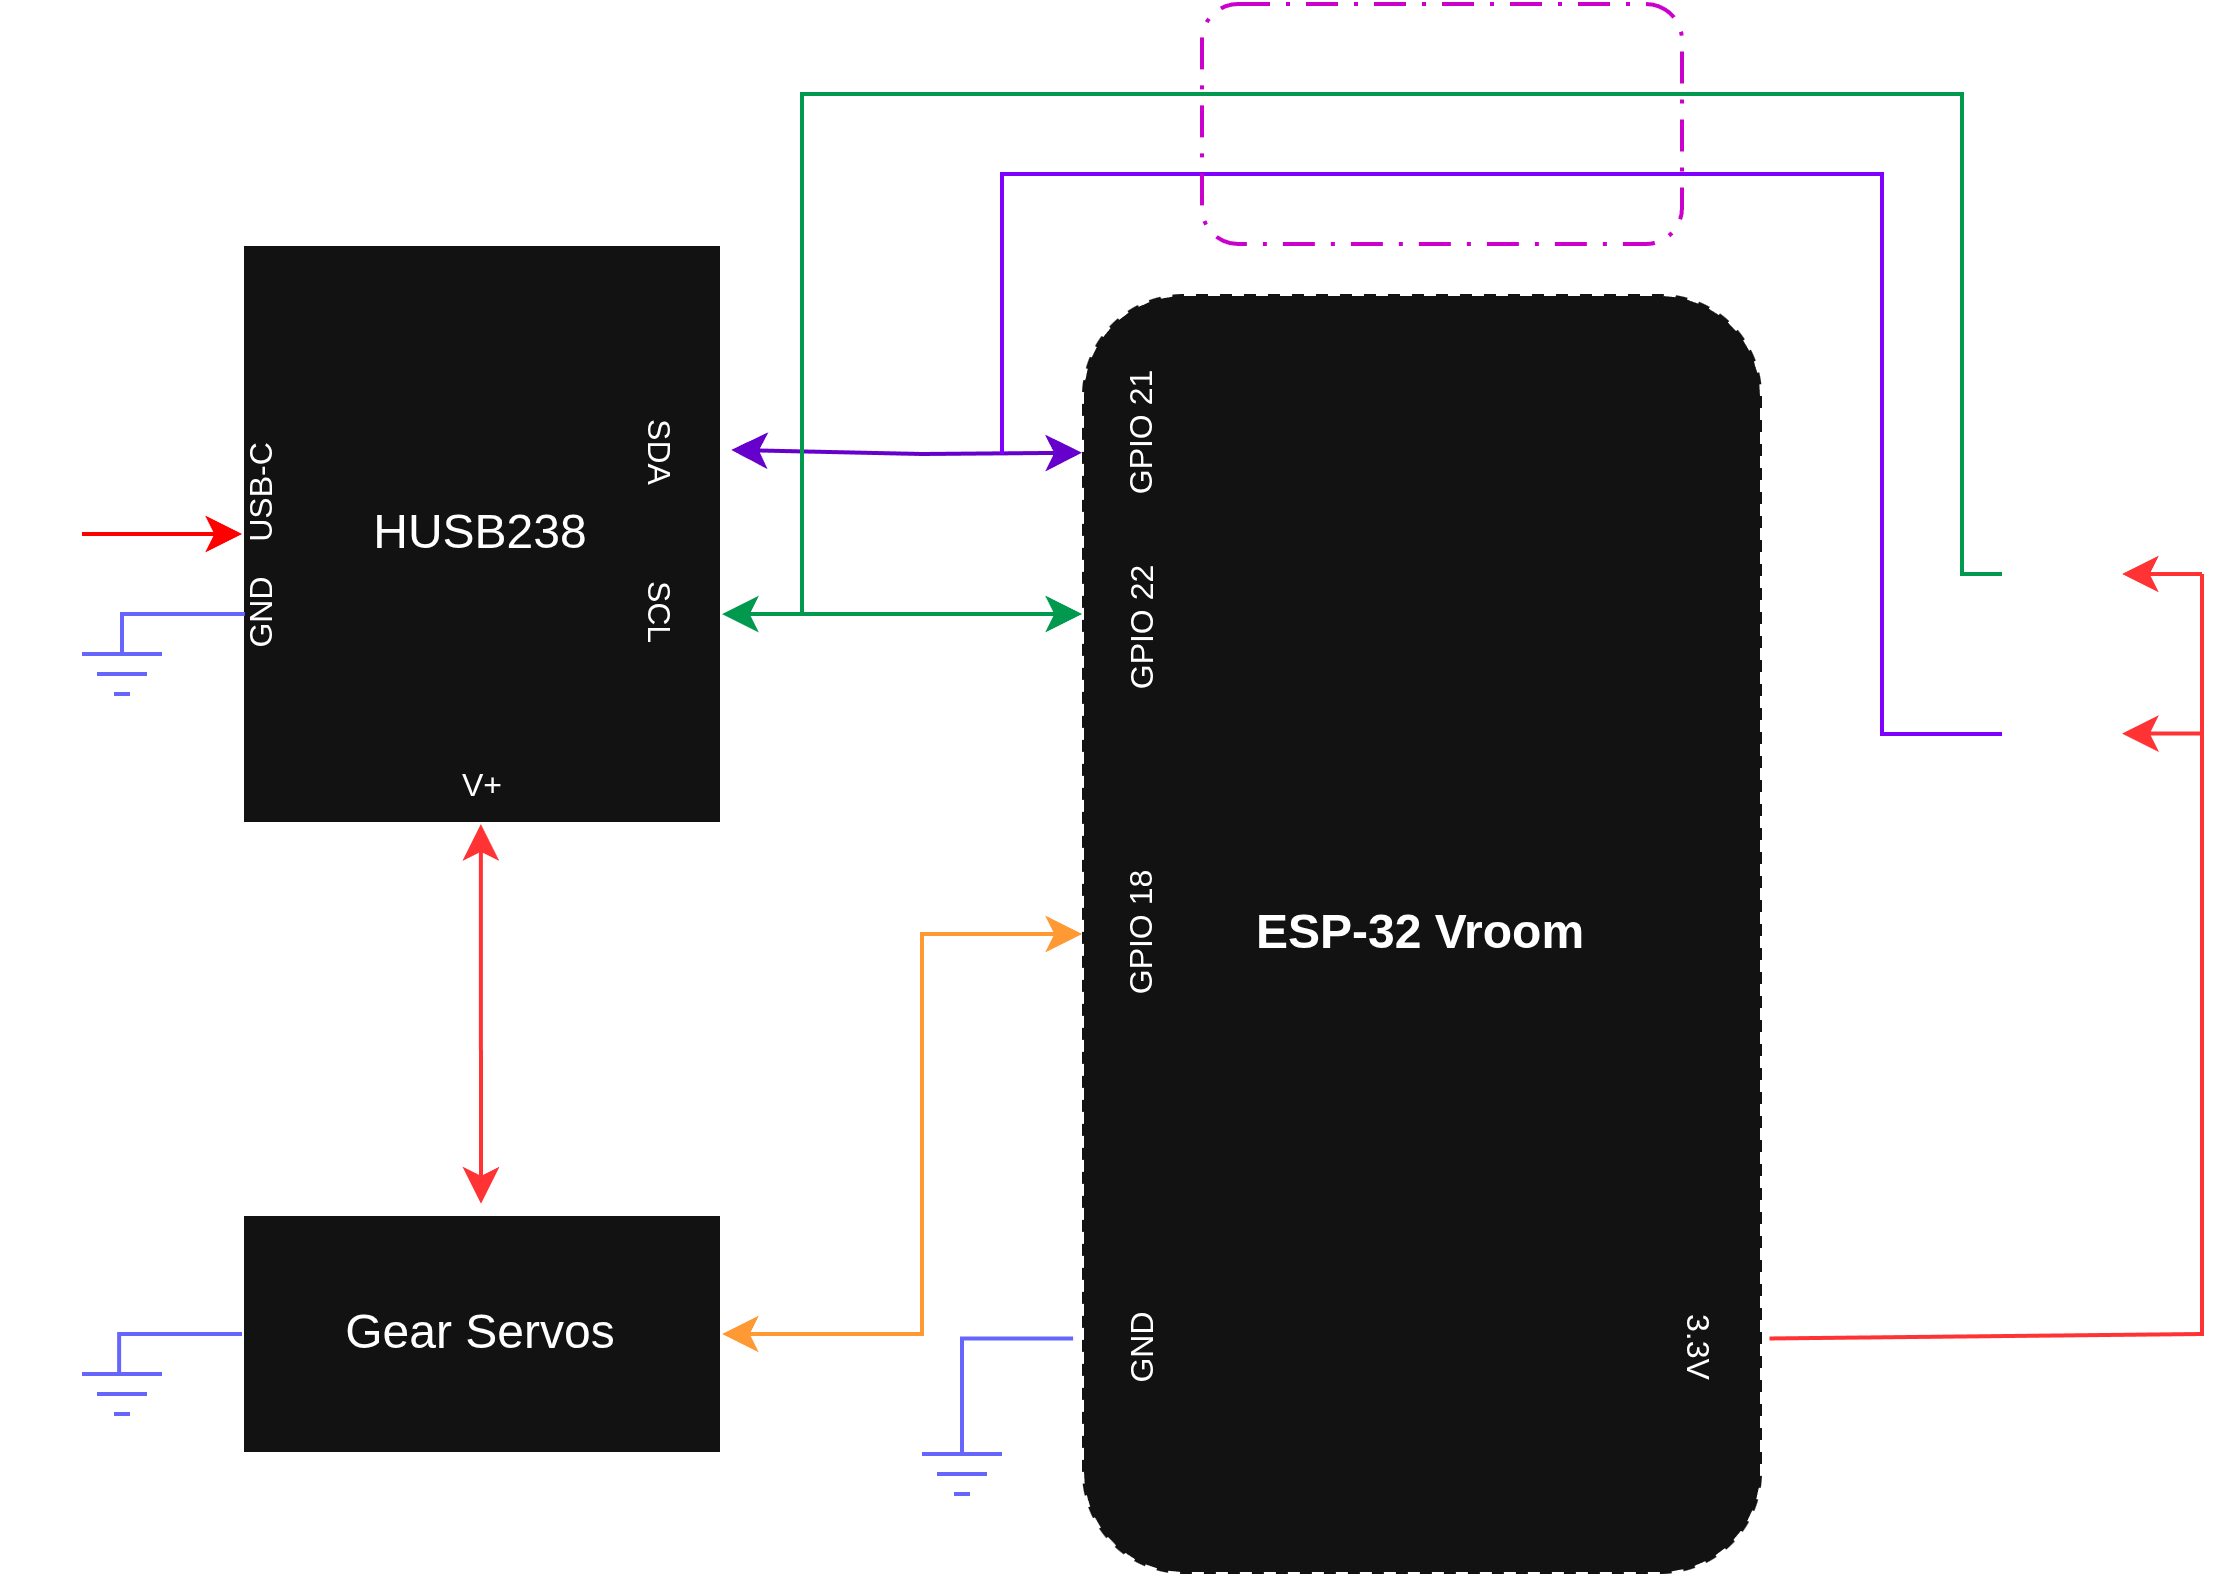 HUSB238
USB-C
GND
SDA
SCL
V+
GPIO 21
GPIO 22
GPIO 18
ESP-32 Vroom
GND
3.3V
Gear Servos